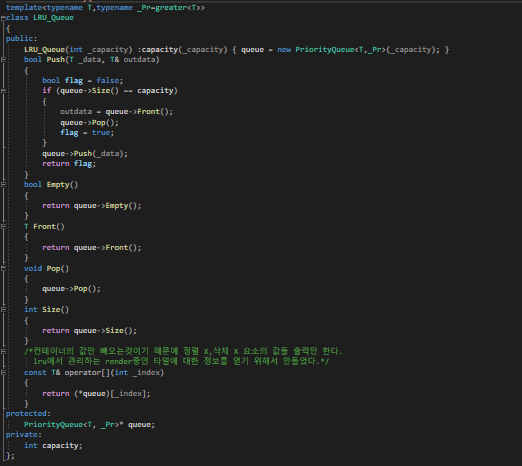 template<typename T,typename _Pr=greater<T>>
class LRU_Queue
{
public:
    LRU_Queue(int _capacity) :capacity(_capacity) { queue = new PriorityQueue<T,_Pr>(_capacity); }
    bool Push(T _data, T& outdata)
    {
        bool flag = false;
        if (queue->Size() == capacity)
        {
            outdata = queue->Front();
            queue->Pop();
            flag = true;
        }
        queue->Push(_data);
        return flag;
    }
    bool Empty()
    {
        return queue->Empty();
    }
    T Front()
    {
        return queue->Front();
    }
    void Pop()
    {
        queue->Pop();
    }
    int Size()
    {
        return queue->Size();
    }
    /*컨테이너의 값만 빼오는것이기 때문에 정렬 X,삭제 X 요소의 값들 출력만 한다.
      lru에서 관리하는 render중인 타일에 대한 정보를 얻기 위해서 만들었다.*/
    const T& operator[](int _index)
    {
        return (*queue)[_index];
    }
protected:
    PriorityQueue<T, _Pr>* queue;
private:
    int capacity;
};